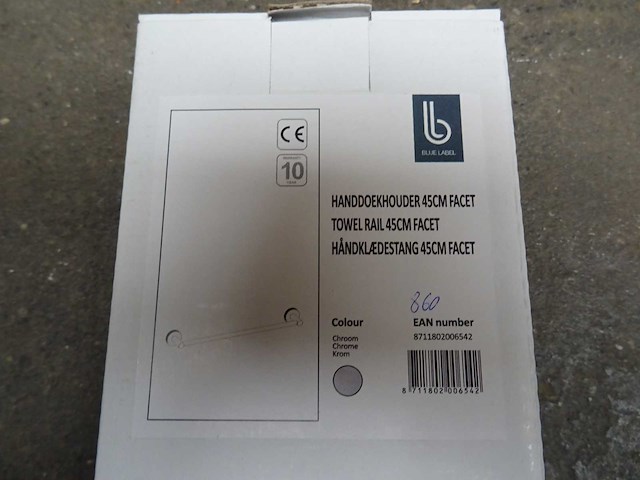 CE
10
BLUE LABEL
HANDDOEKHOUDER 45CM FACET
TOWEL RAIL 45CM FACET
HÅNDKLÆDESTANG 45CM FACET
860
Colour
EAN number
Chroom
Chrome
Krom
8711802006542
8 711802 006542